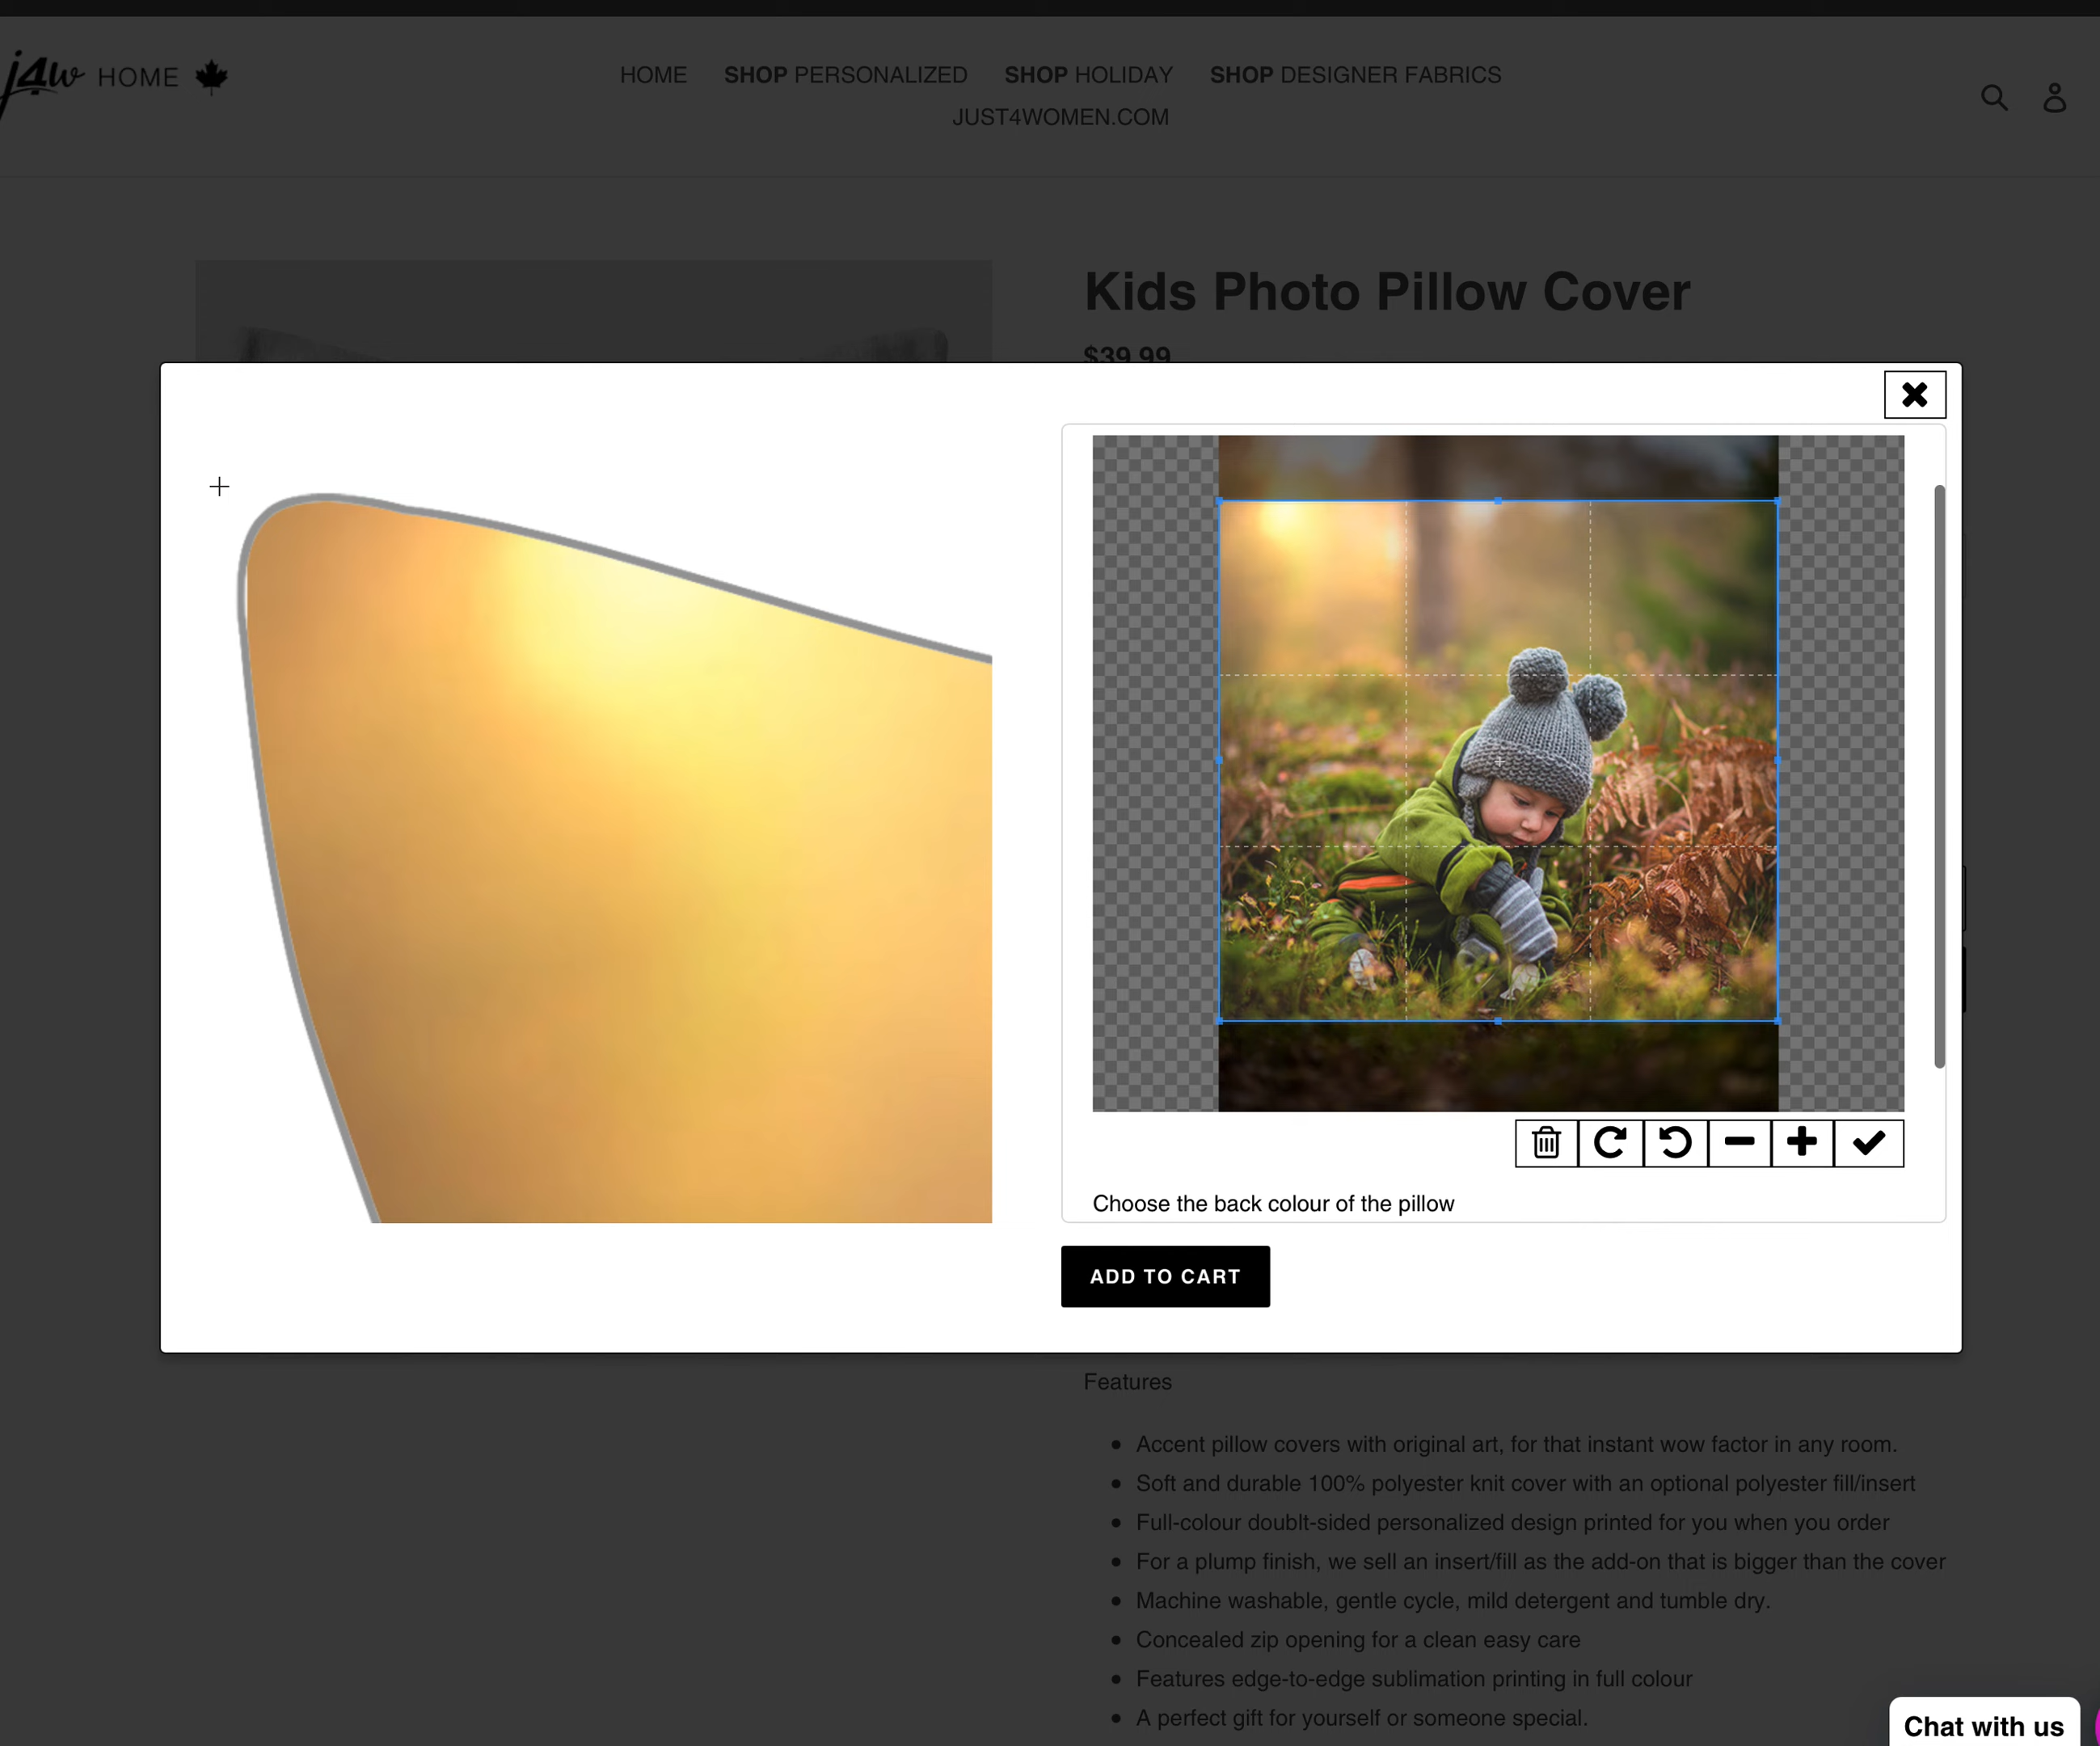 j4w HOME
HOME SHOP PERSONALIZED SHOP HOLIDAY SHOP DESIGNER FABRICS
JUST4WOMEN.COM
Kids Photo Pillow Cover
$39.99
Choose the back colour of the pillow
ADD TO CART
Features
Accent pillow covers with original art, for that instant wow factor in any room.
Soft and durable 100% polyester knit cover with an optional polyester fill/insert
Full-colour doublt-sided personalized design printed for you when you order
For a plump finish, we sell an insert/fill as the add-on that is bigger than the cover
Machine washable, gentle cycle, mild detergent and tumble dry.
Concealed zip opening for a clean easy care
Features edge-to-edge sublimation printing in full colour
A perfect gift for yourself or someone special.
Chat with us